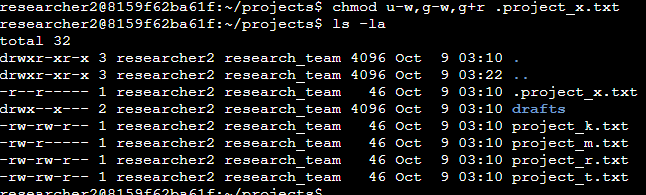 researcher2@8159f62ba61f:~/projects$ chmod u-w,g-w,g+r .project_x.txt
researcher2@8159f62ba61f:~/projects$ ls -la
total 32
drwxr-xr-x 3 researcher2 research_team 4096 Oct  9 03:10 .
drwxr-xr-x 3 researcher2 research_team 4096 Oct  9 03:22 ..
-r--r----- 1 researcher2 research_team   46 Oct  9 03:10 .project_x.txt
drwx--x--- 2 researcher2 research_team 4096 Oct  9 03:10 drafts
-rw-rw-r-- 1 researcher2 research_team   46 Oct  9 03:10 project_k.txt
-rw-r----- 1 researcher2 research_team   46 Oct  9 03:10 project_m.txt
-rw-rw-r-- 1 researcher2 research_team   46 Oct  9 03:10 project_r.txt
-rw-rw-r-- 1 researcher2 research_team   46 Oct  9 03:10 project_t.txt
researcher2@8159f62ba61f:~/projects$